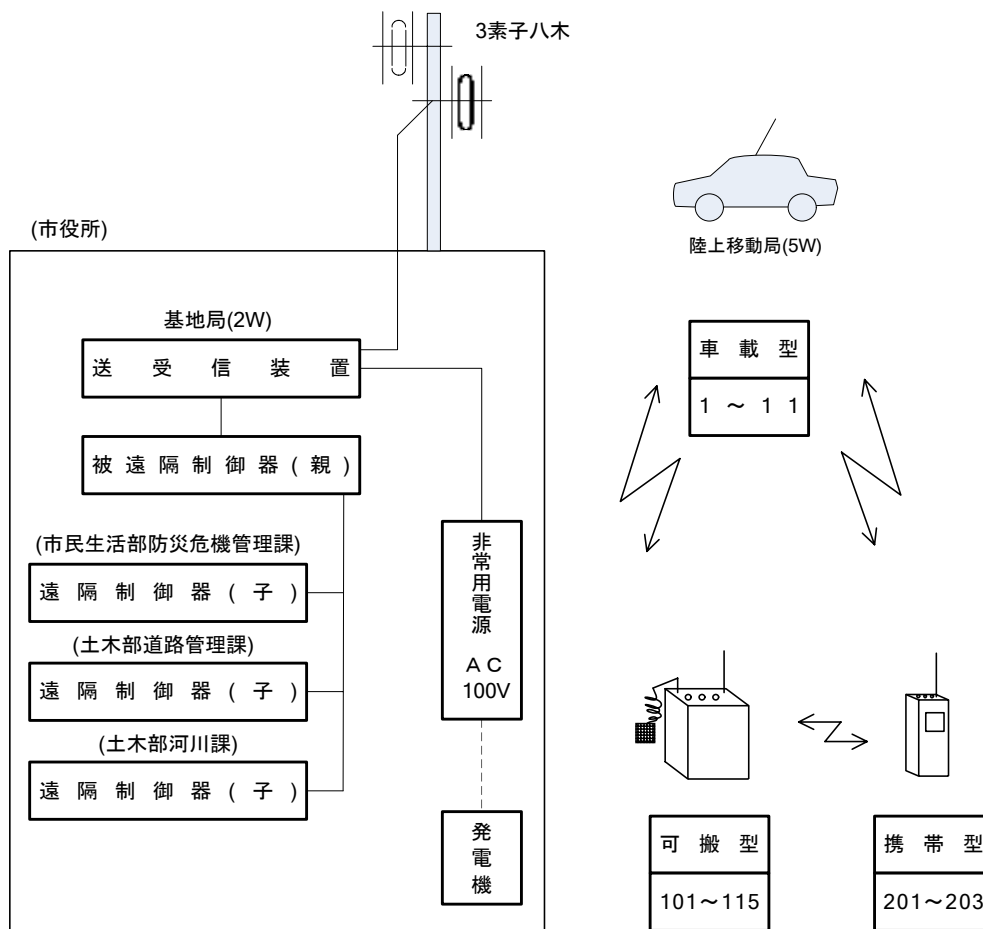 3素子八木
(市役所)
陸上移動局(5W)
基地局(2W)
送受信装置
被遠隔制御器(親)
(市民生活部防災危機管理課)
遠隔制御器(子)
(土木部道路管理課)
遠隔制御器(子)
(土木部河川課)
遠隔制御器(子)
非常用電源
AC
100V
発電機
車載型
1~11
可搬型
101~115
携帯型
201~203